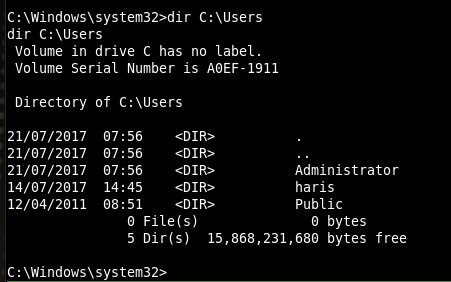 C:\Windows\system32>dir C:\Users
dir C:\Users
 Volume in drive C has no label.
 Volume Serial Number is A0EF-1911

 Directory of C:\Users

21/07/2017  07:56    <DIR>          .
21/07/2017  07:56    <DIR>          ..
21/07/2017  07:56    <DIR>          Administrator
14/07/2017  14:45    <DIR>          haris
12/04/2011  08:51    <DIR>          Public
               0 File(s)              0 bytes
               5 Dir(s)  15,868,231,680 bytes free

C:\Windows\system32>